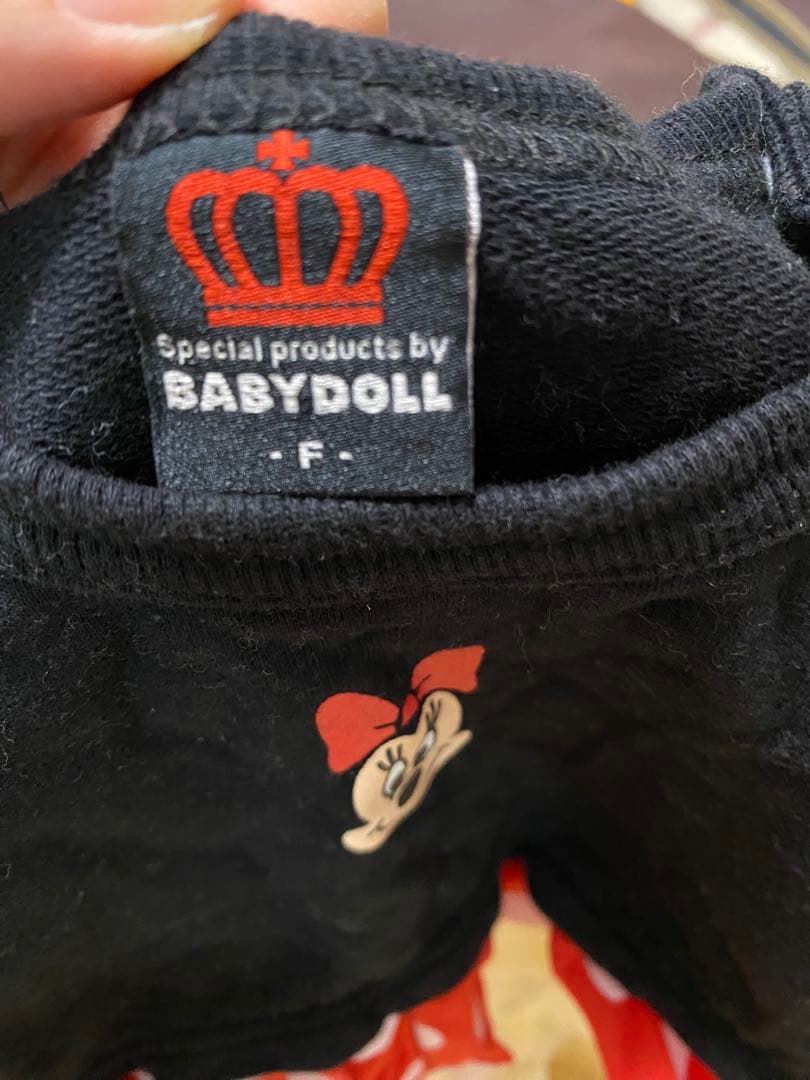 Special products by
BABYDOLL
- F -